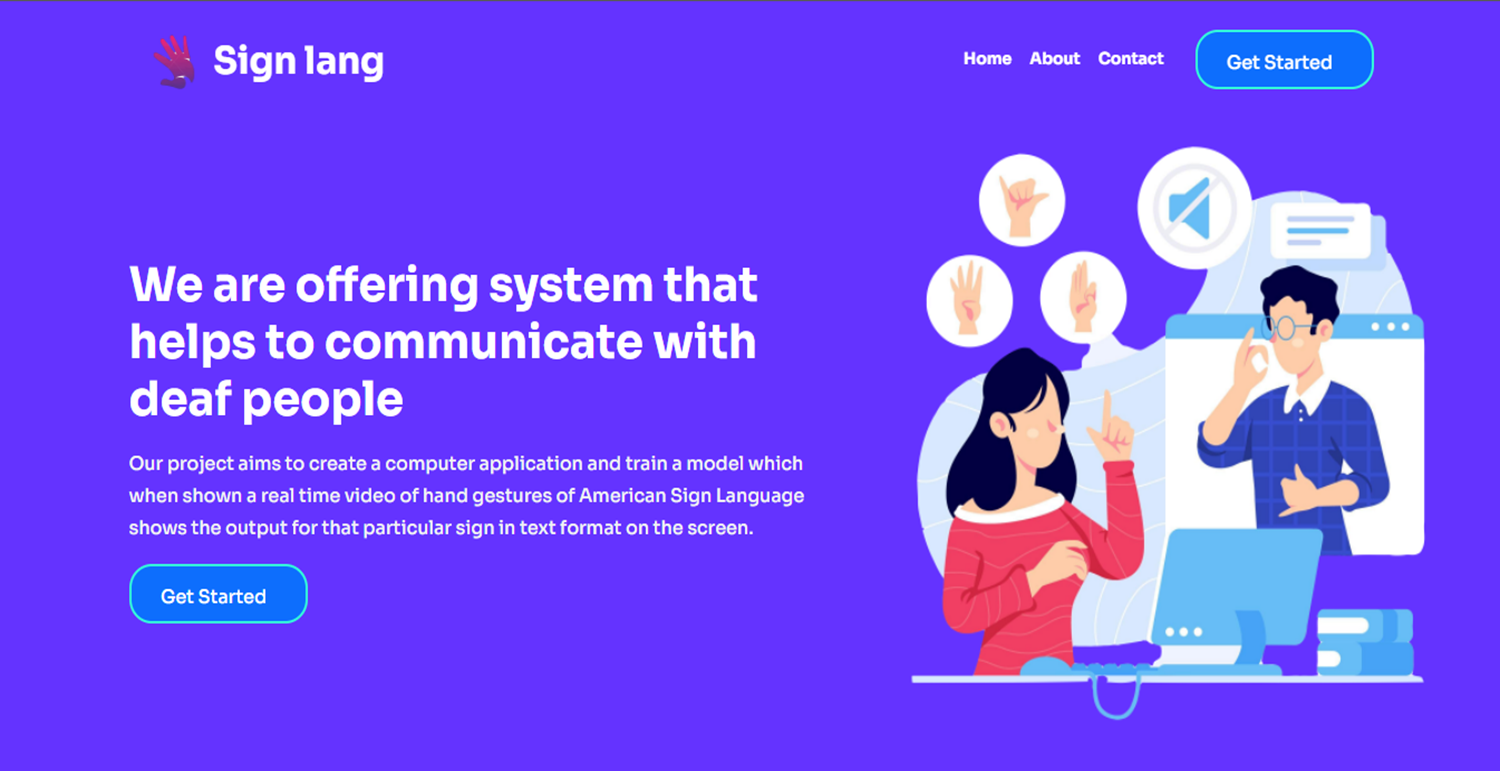 Sign lang
Home About Contact Get Started
We are offering system that
helps to communicate with
deaf people
Our project aims to create a computer application and train a model which
when shown a real time video of hand gestures of American Sign Language
shows the output for that particular sign in text format on the screen.
Get Started